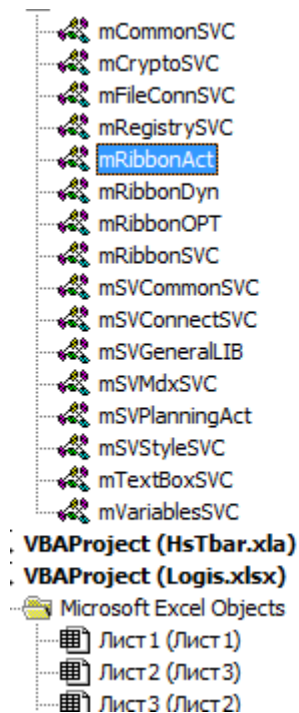 mCommonSVC
mCryptoSVC
mFileConnSVC
mRegistrySVC
mRibbonAct
mRibbonDyn
mRibbonOPT
mRibbonSVC
mSVCommonSVC
mSVConnectSVC
mSVGeneralLIB
mSVMdxSVC
mSVPlanningAct
mSVStyleSVC
mTextBoxSVC
mVariablesSVC
VBAProject (HsTbar.xla)
VBAProject (Logis.xlsx)
Microsoft Excel Objects
Лист1 (Лист1)
Лист2 (Лист3)
Лист3 (Лист2)